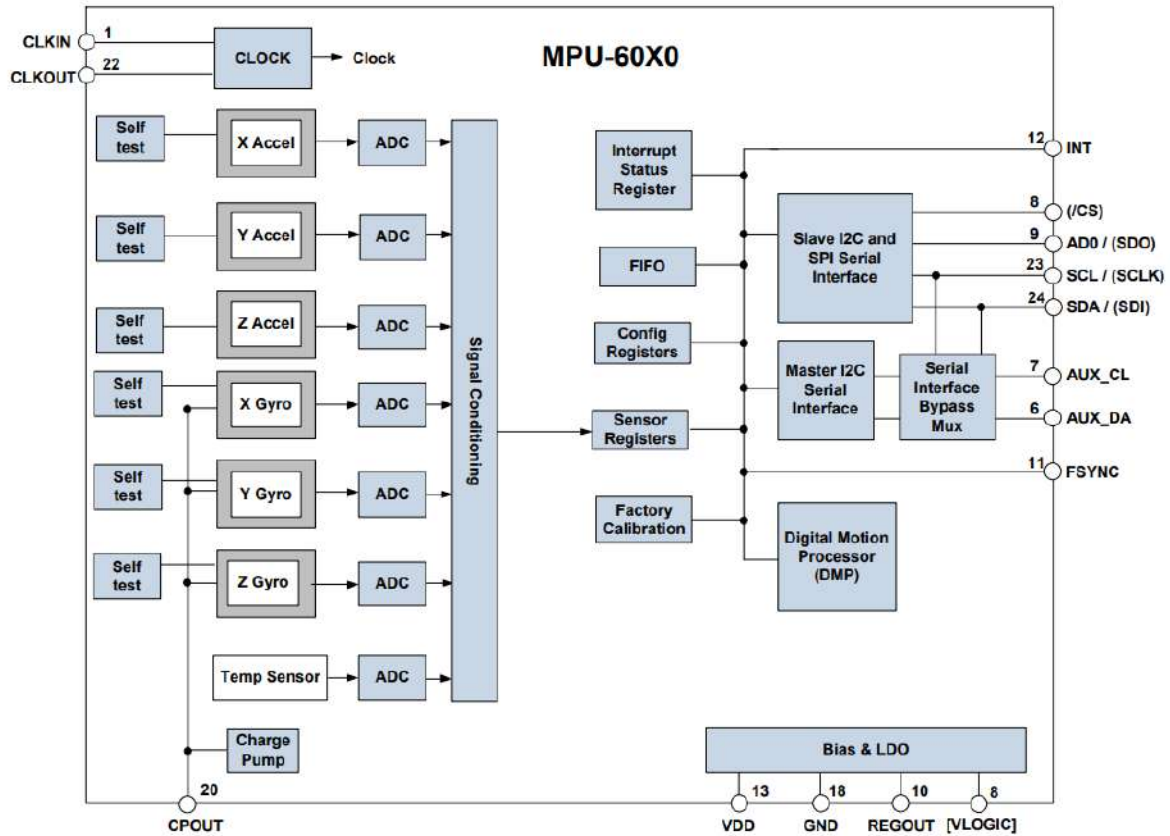 MPU-60X0
CLKIN
1
CLKOUT
22
CLOCK
Clock
Self
test
X Accel
ADC
Self
test
Y Accel
ADC
Self
test
Z Accel
ADC
Self
test
X Gyro
ADC
Self
test
Y Gyro
ADC
Self
test
Z Gyro
ADC
Temp Sensor
ADC
Charge
Pump
20
CPOUT
Signal Conditioning
Interrupt
Status
Register
FIFO
Config
Registers
Sensor
Registers
Factory
Calibration
Slave I2C and
SPI Serial
Interface
Master I2C
Serial
Interface
Serial
Interface
Bypass
Mux
Digital Motion
Processor
(DMP)
12
INT
8
(/CS)
9
AD0 / (SDO)
23
SCL / (SCLK)
24
SDA / (SDI)
7
AUX_CL
6
AUX_DA
11
FSYNC
Bias & LDO
13
18
10
8
VDD
GND
REGOUT
[VLOGIC]